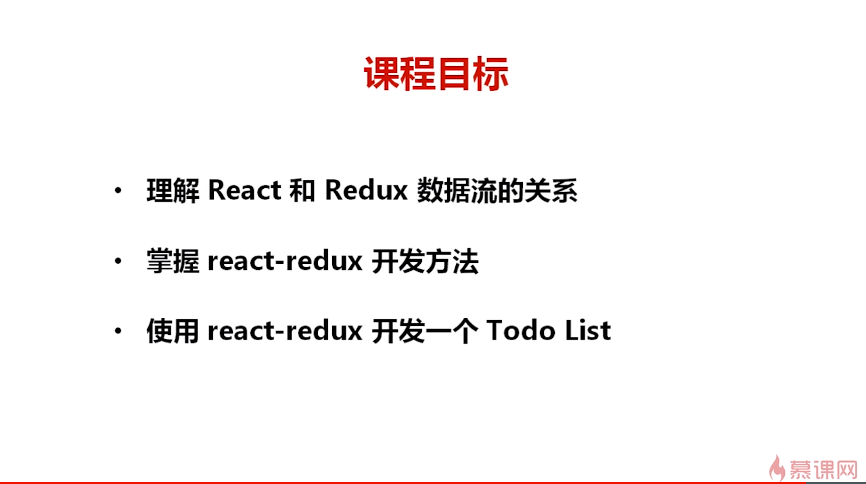 课程目标
• 理解 React 和 Redux 数据流的关系
• 掌握 react-redux 开发方法
• 使用 react-redux 开发一个 Todo List
慕课网